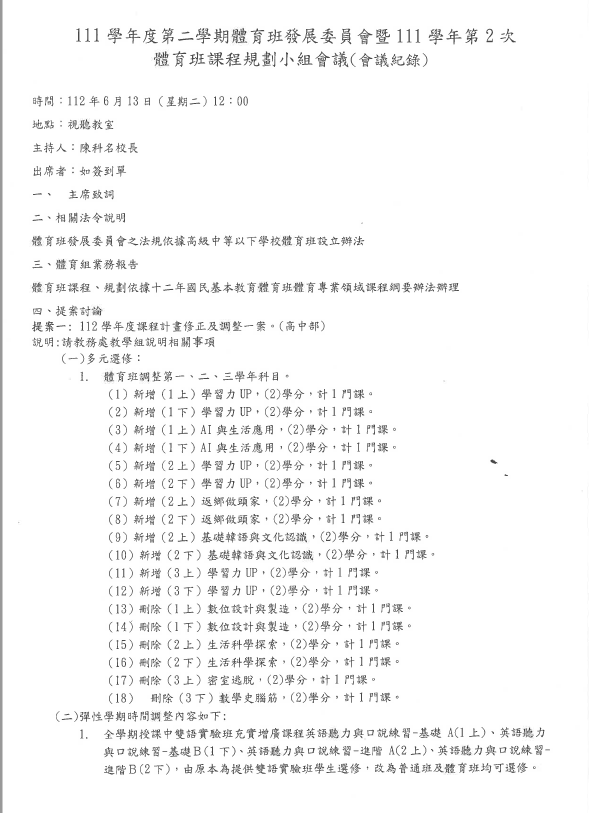 111 學年度第二學期體育班發展委員會暨 111 學年第 2 次
體育班課程規劃小組會議(會議紀錄)
時間：112 年 6 月 13 日（星期二）12：00
地點：視聽教室
主持人：陳科名校長
出席者：如簽到單
一、 主席致詞
二、相關法令說明
體育班發展委員會之法規依據高級中等以下學校體育班設立辦法
三、體育組業務報告
體育班課程、規劃依據十二年國民基本教育體育班體育專業領域課程綱要辦法辦理
四、提案討論
提案一: 112 學年度課程計畫修正及調整一案。(高中部)
說明:請教務處教學組說明相關事項
(一)多元選修：
1. 體育班調整第一、二、三學年科目。
(1) 新增（1 上）學習力 UP，(2)學分，計 1 門課。
(2) 新增（1 下）學習力 UP，(2)學分，計 1 門課。
(3) 新增（1 上）AI 與生活應用，(2)學分，計 1 門課。
(4) 新增（1 下）AI 與生活應用，(2)學分，計 1 門課。
(5) 新增（2 上）學習力 UP，(2)學分，計 1 門課。
(6) 新增（2 下）學習力 UP，(2)學分，計 1 門課。
(7) 新增（2 上）返鄉做頭家，(2)學分，計 1 門課。
(8) 新增（2 下）返鄉做頭家，(2)學分，計 1 門課。
(9) 新增（2 上）基礎韓語與文化認識，(2)學分，計 1 門課。
(10) 新增（2 下）基礎韓語與文化認識，(2)學分，計 1 門課。
(11) 新增（3 上）學習力 UP，(2)學分，計 1 門課。
(12) 新增（3 下）學習力 UP，(2)學分，計 1 門課。
(13) 刪除（1 上）數位設計與製造，(2)學分，計 1 門課。
(14) 刪除（1 下）數位設計與製造，(2)學分，計 1 門課。
(15) 刪除（2 上）生活科學探索，(2)學分，計 1 門課。
(16) 刪除（2 下）生活科學探索，(2)學分，計 1 門課。
(17) 刪除（3 上）密室逃脫，(2)學分，計 1 門課。
(18) 刪除（3 下）數學史腦筋，(2)學分，計 1 門課。
(二)彈性學期時間調整內容如下:
1. 全學期授課中雙語實驗班充實增廣課程英語聽力與口說練習-基礎 A(1 上)、英語聽力
與口說練習-基礎Ｂ(1 下)、英語聽力與口說練習-進階 A(2 上)、英語聽力與口說練習-
進階Ｂ(2 下)，由原本為提供雙語實驗班學生選修，改為普通班及體育班均可選修。